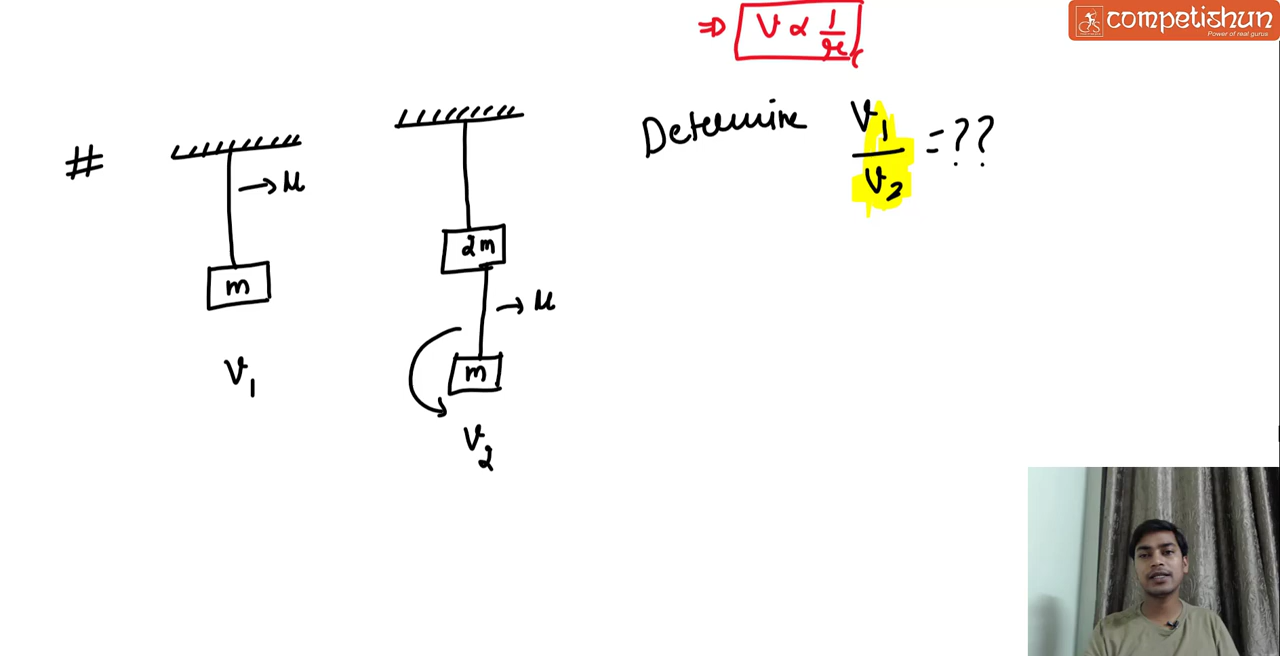 ⇒ V ∝ 1/r
competishun
Power of real gurus
# → μ
m
V₁
2m
→ μ
m
V₂
Determine V₁/V₂ = ??